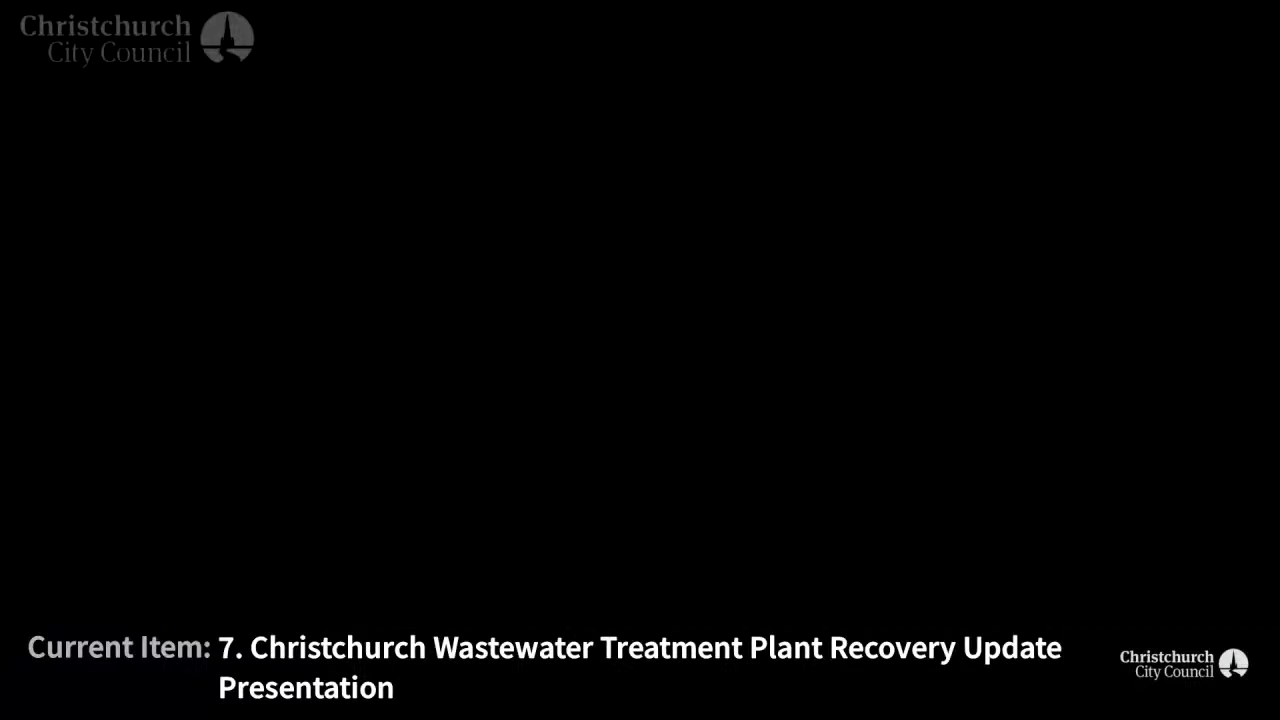 Christchurch
City Council
Current Item: 7. Christchurch Wastewater Treatment Plant Recovery Update
Presentation
Christchurch
City Council